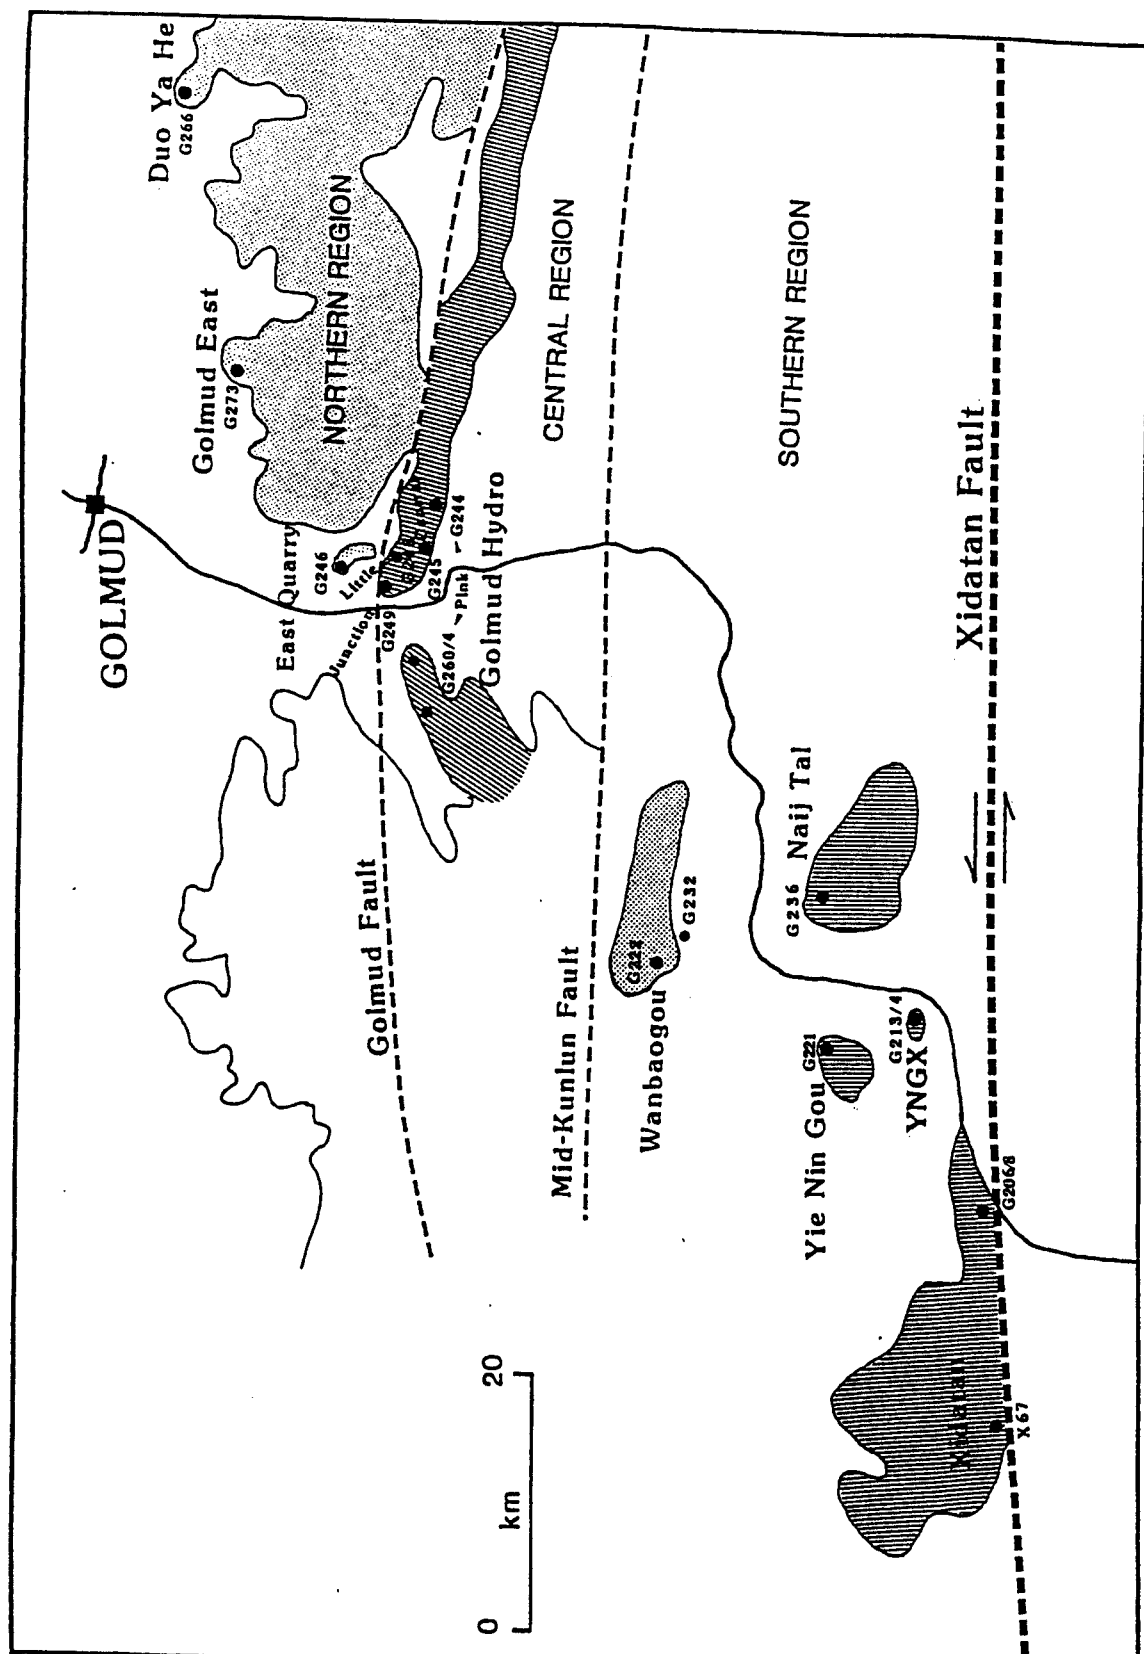 Duo Ya He
G266
Golmud East
G273
NORTHERN REGION
GOLMUD
East Quarry
G246
Little
Junction
G249
G245
G244
Pink
G260/4
Golmud Hydro
CENTRAL REGION
SOUTHERN REGION
Golmud Fault
Mid-Kunlun Fault
Xidatan Fault
Wanbaogou
G222
G232
Naij Tal
G236
Yie Nin Gou
G221
YNGX
G213/4
G206/8
Xidatan
X67
0
km
20